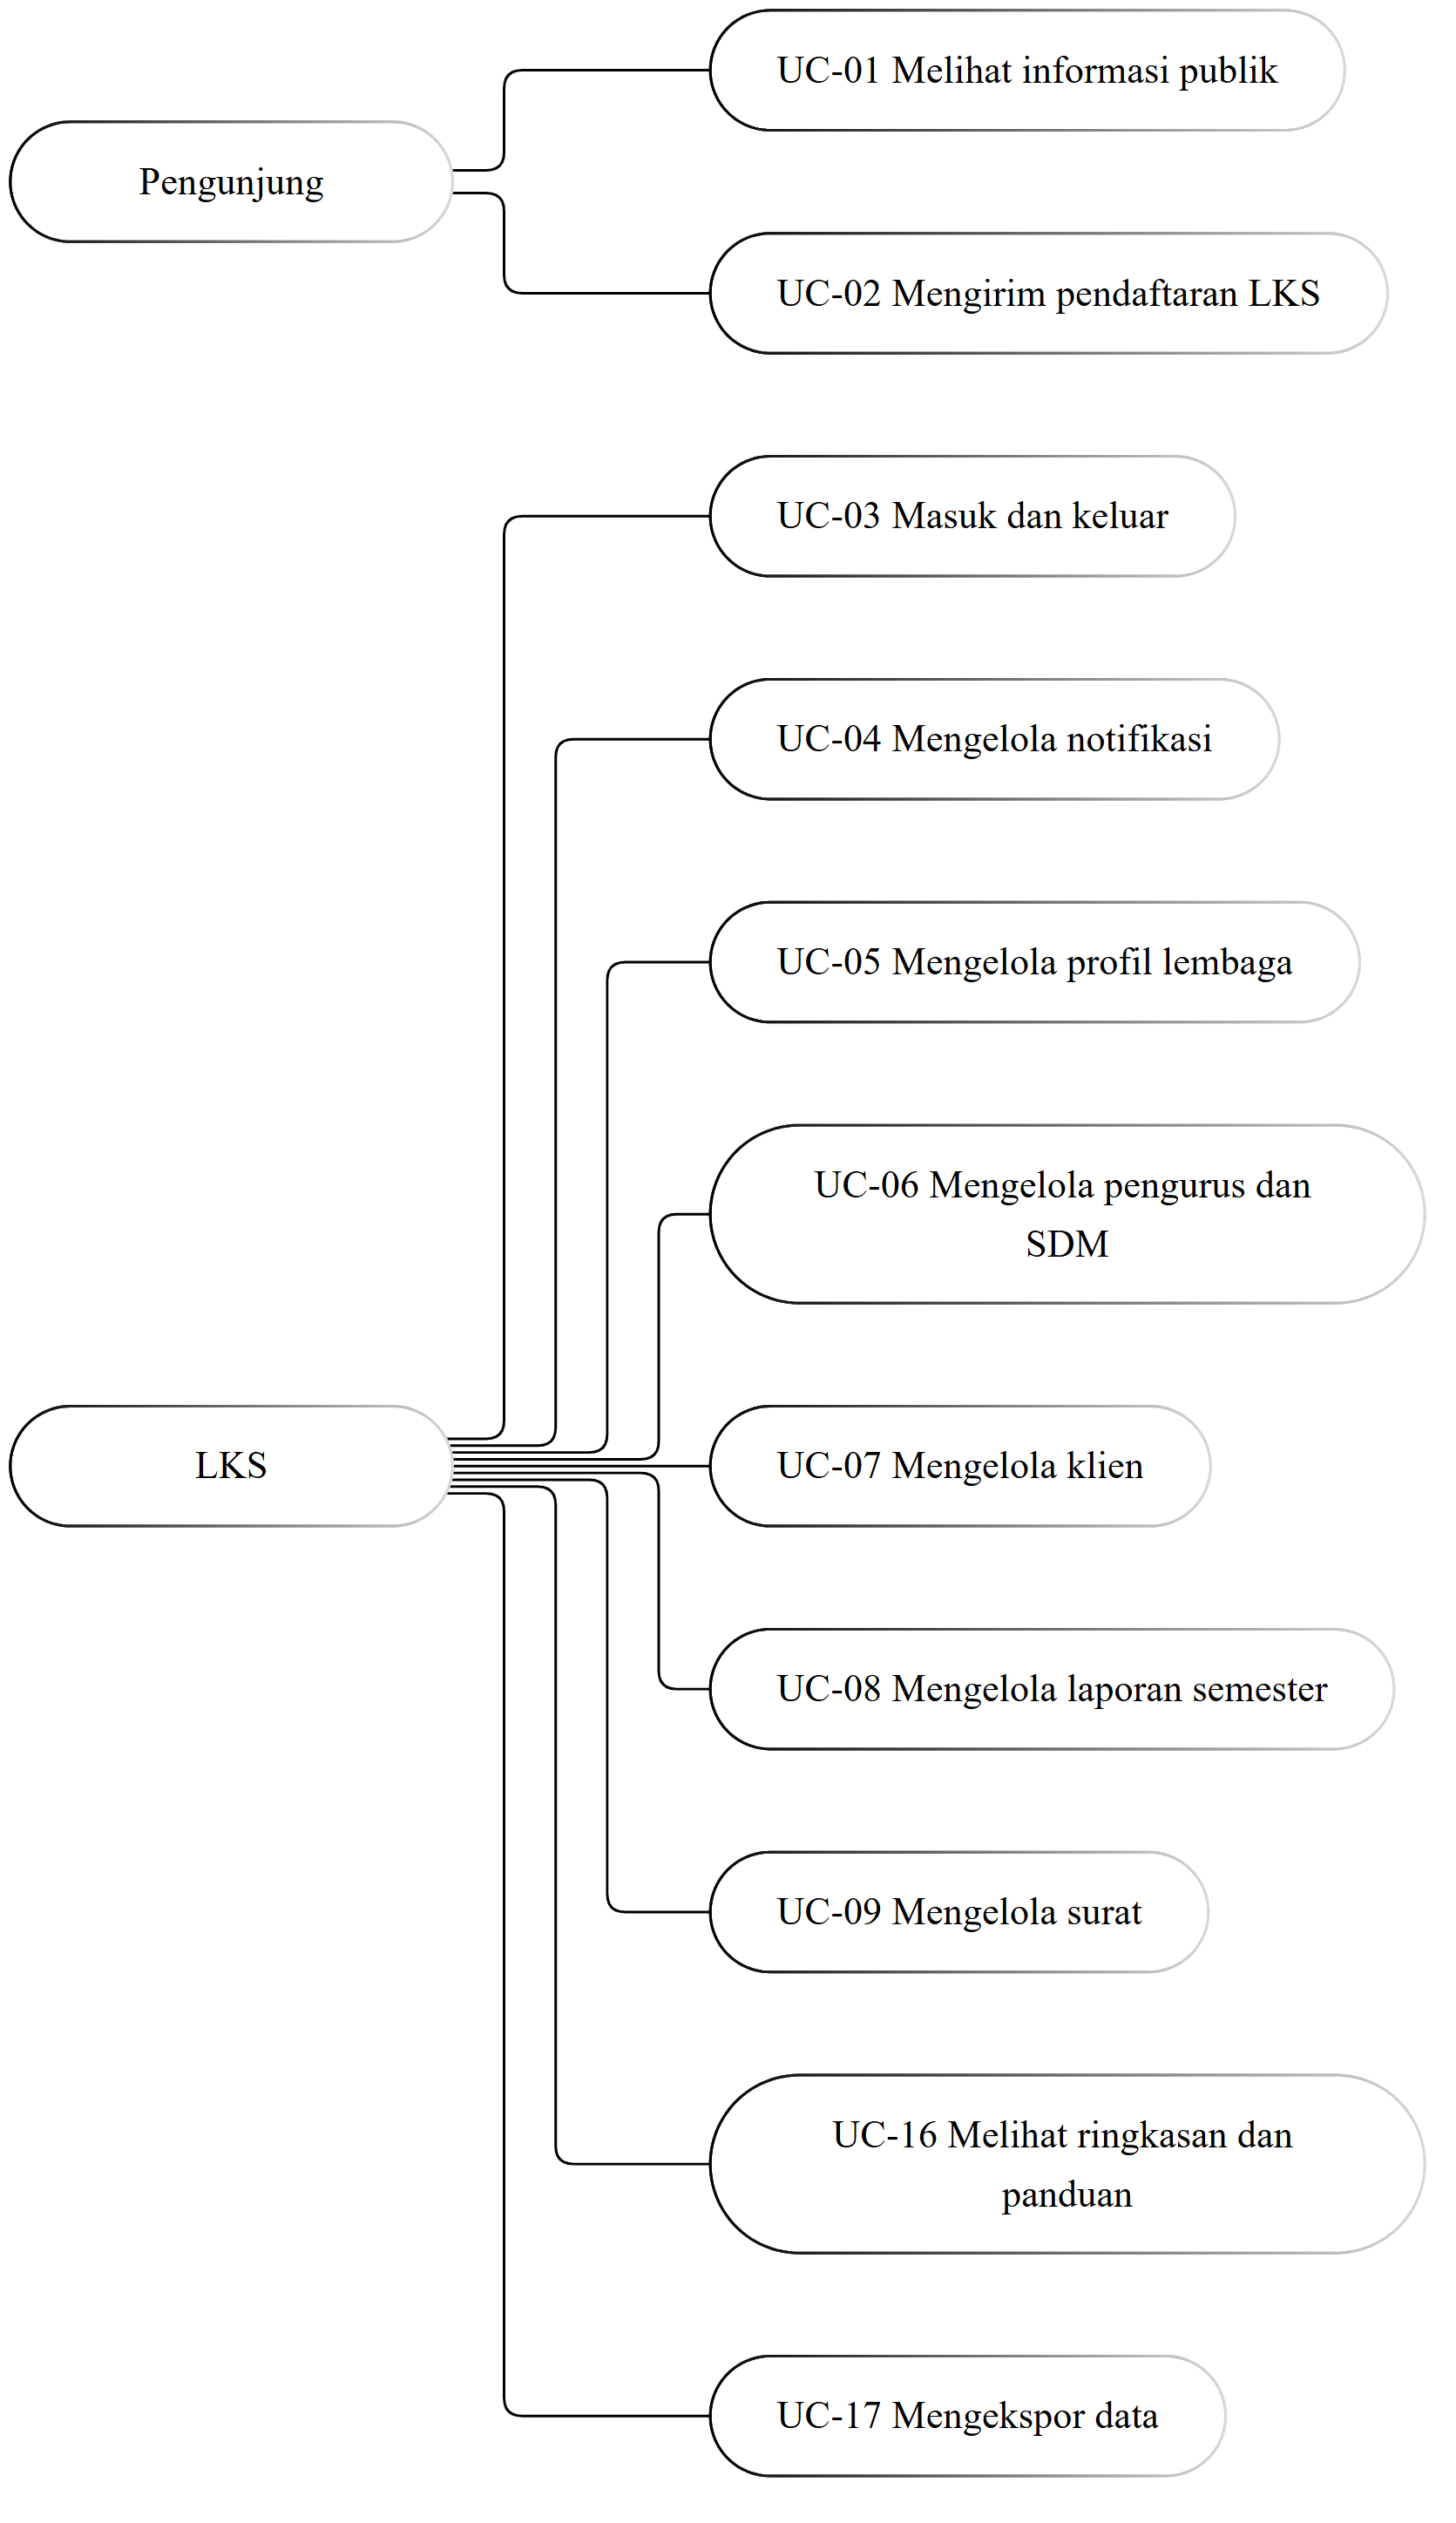 UC-01 Melihat informasi publik
Pengunjung
UC-02 Mengirim pendaftaran LKS
UC-03 Masuk dan keluar
UC-04 Mengelola notifikasi
UC-05 Mengelola profil lembaga
UC-06 Mengelola pengurus dan
SDM
LKS
UC-07 Mengelola klien
UC-08 Mengelola laporan semester
UC-09 Mengelola surat
UC-16 Melihat ringkasan dan
panduan
UC-17 Mengekspor data